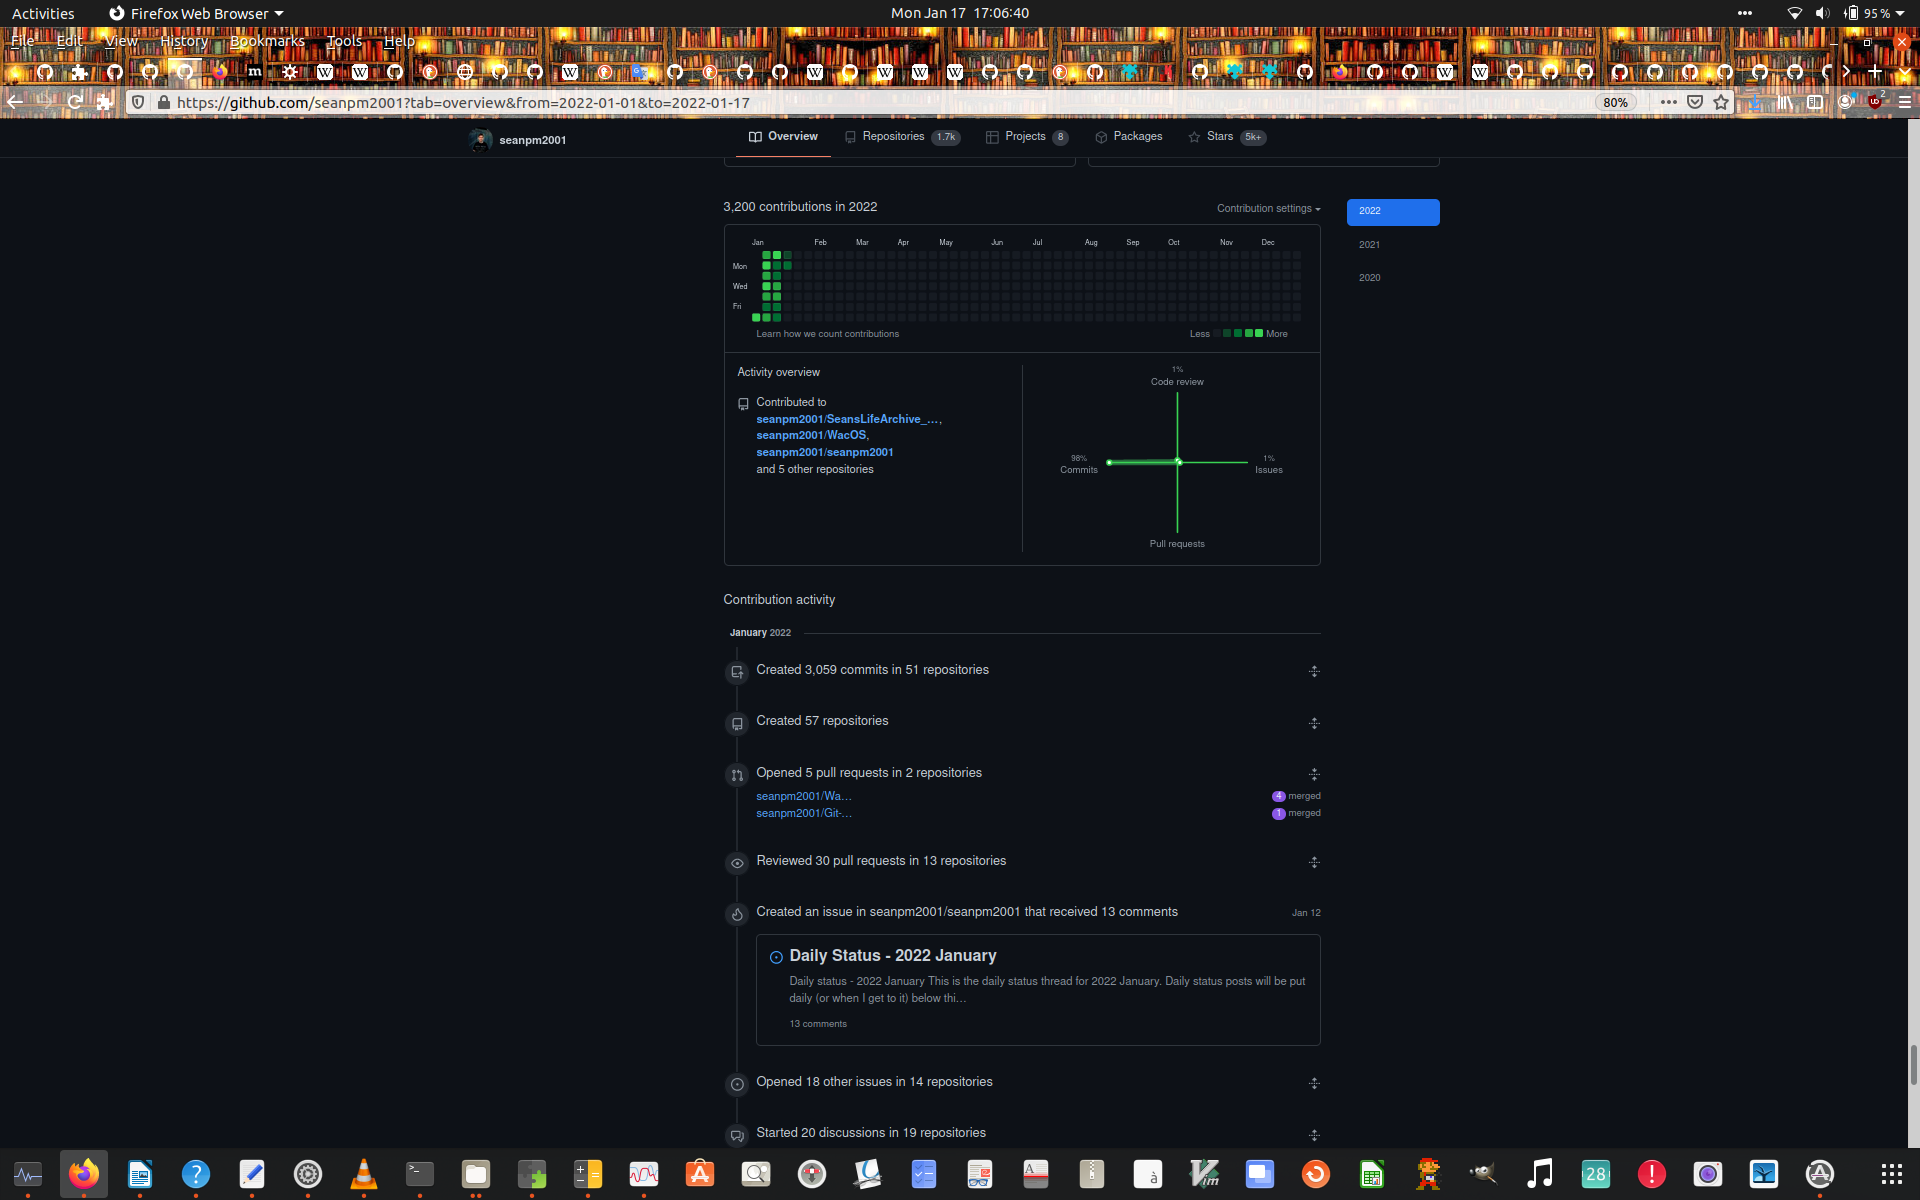 Activities
Firefox Web Browser
Mon Jan 17 17:06:40
95 %
File Edit View History Bookmarks Tools Help
https://github.com/seanpm2001?tab=overview&from=2022-01-01&to=2022-01-17
80%
2
seanpm2001
Overview
Repositories 1.7k
Projects 8
Packages
Stars 5k+
3,200 contributions in 2022
Contribution settings
2022
2021
2020
Jan Feb Mar Apr May Jun Jul Aug Sep Oct Nov Dec
Mon
Wed
Fri
Learn how we count contributions
Less More
Activity overview
Contributed to
seanpm2001/SeansLifeArchive_…,
seanpm2001/WacOS,
seanpm2001/seanpm2001
and 5 other repositories
1%
Code review
98%
Commits
1%
Issues
Pull requests
Contribution activity
January 2022
Created 3,059 commits in 51 repositories
Created 57 repositories
Opened 5 pull requests in 2 repositories
seanpm2001/Wa… 4 merged
seanpm2001/Git-… 1 merged
Reviewed 30 pull requests in 13 repositories
Created an issue in seanpm2001/seanpm2001 that received 13 comments Jan 12
Daily Status - 2022 January
Daily status - 2022 January This is the daily status thread for 2022 January. Daily status posts will be put
daily (or when I get to it) below thi…
13 comments
Opened 18 other issues in 14 repositories
Started 20 discussions in 19 repositories
28